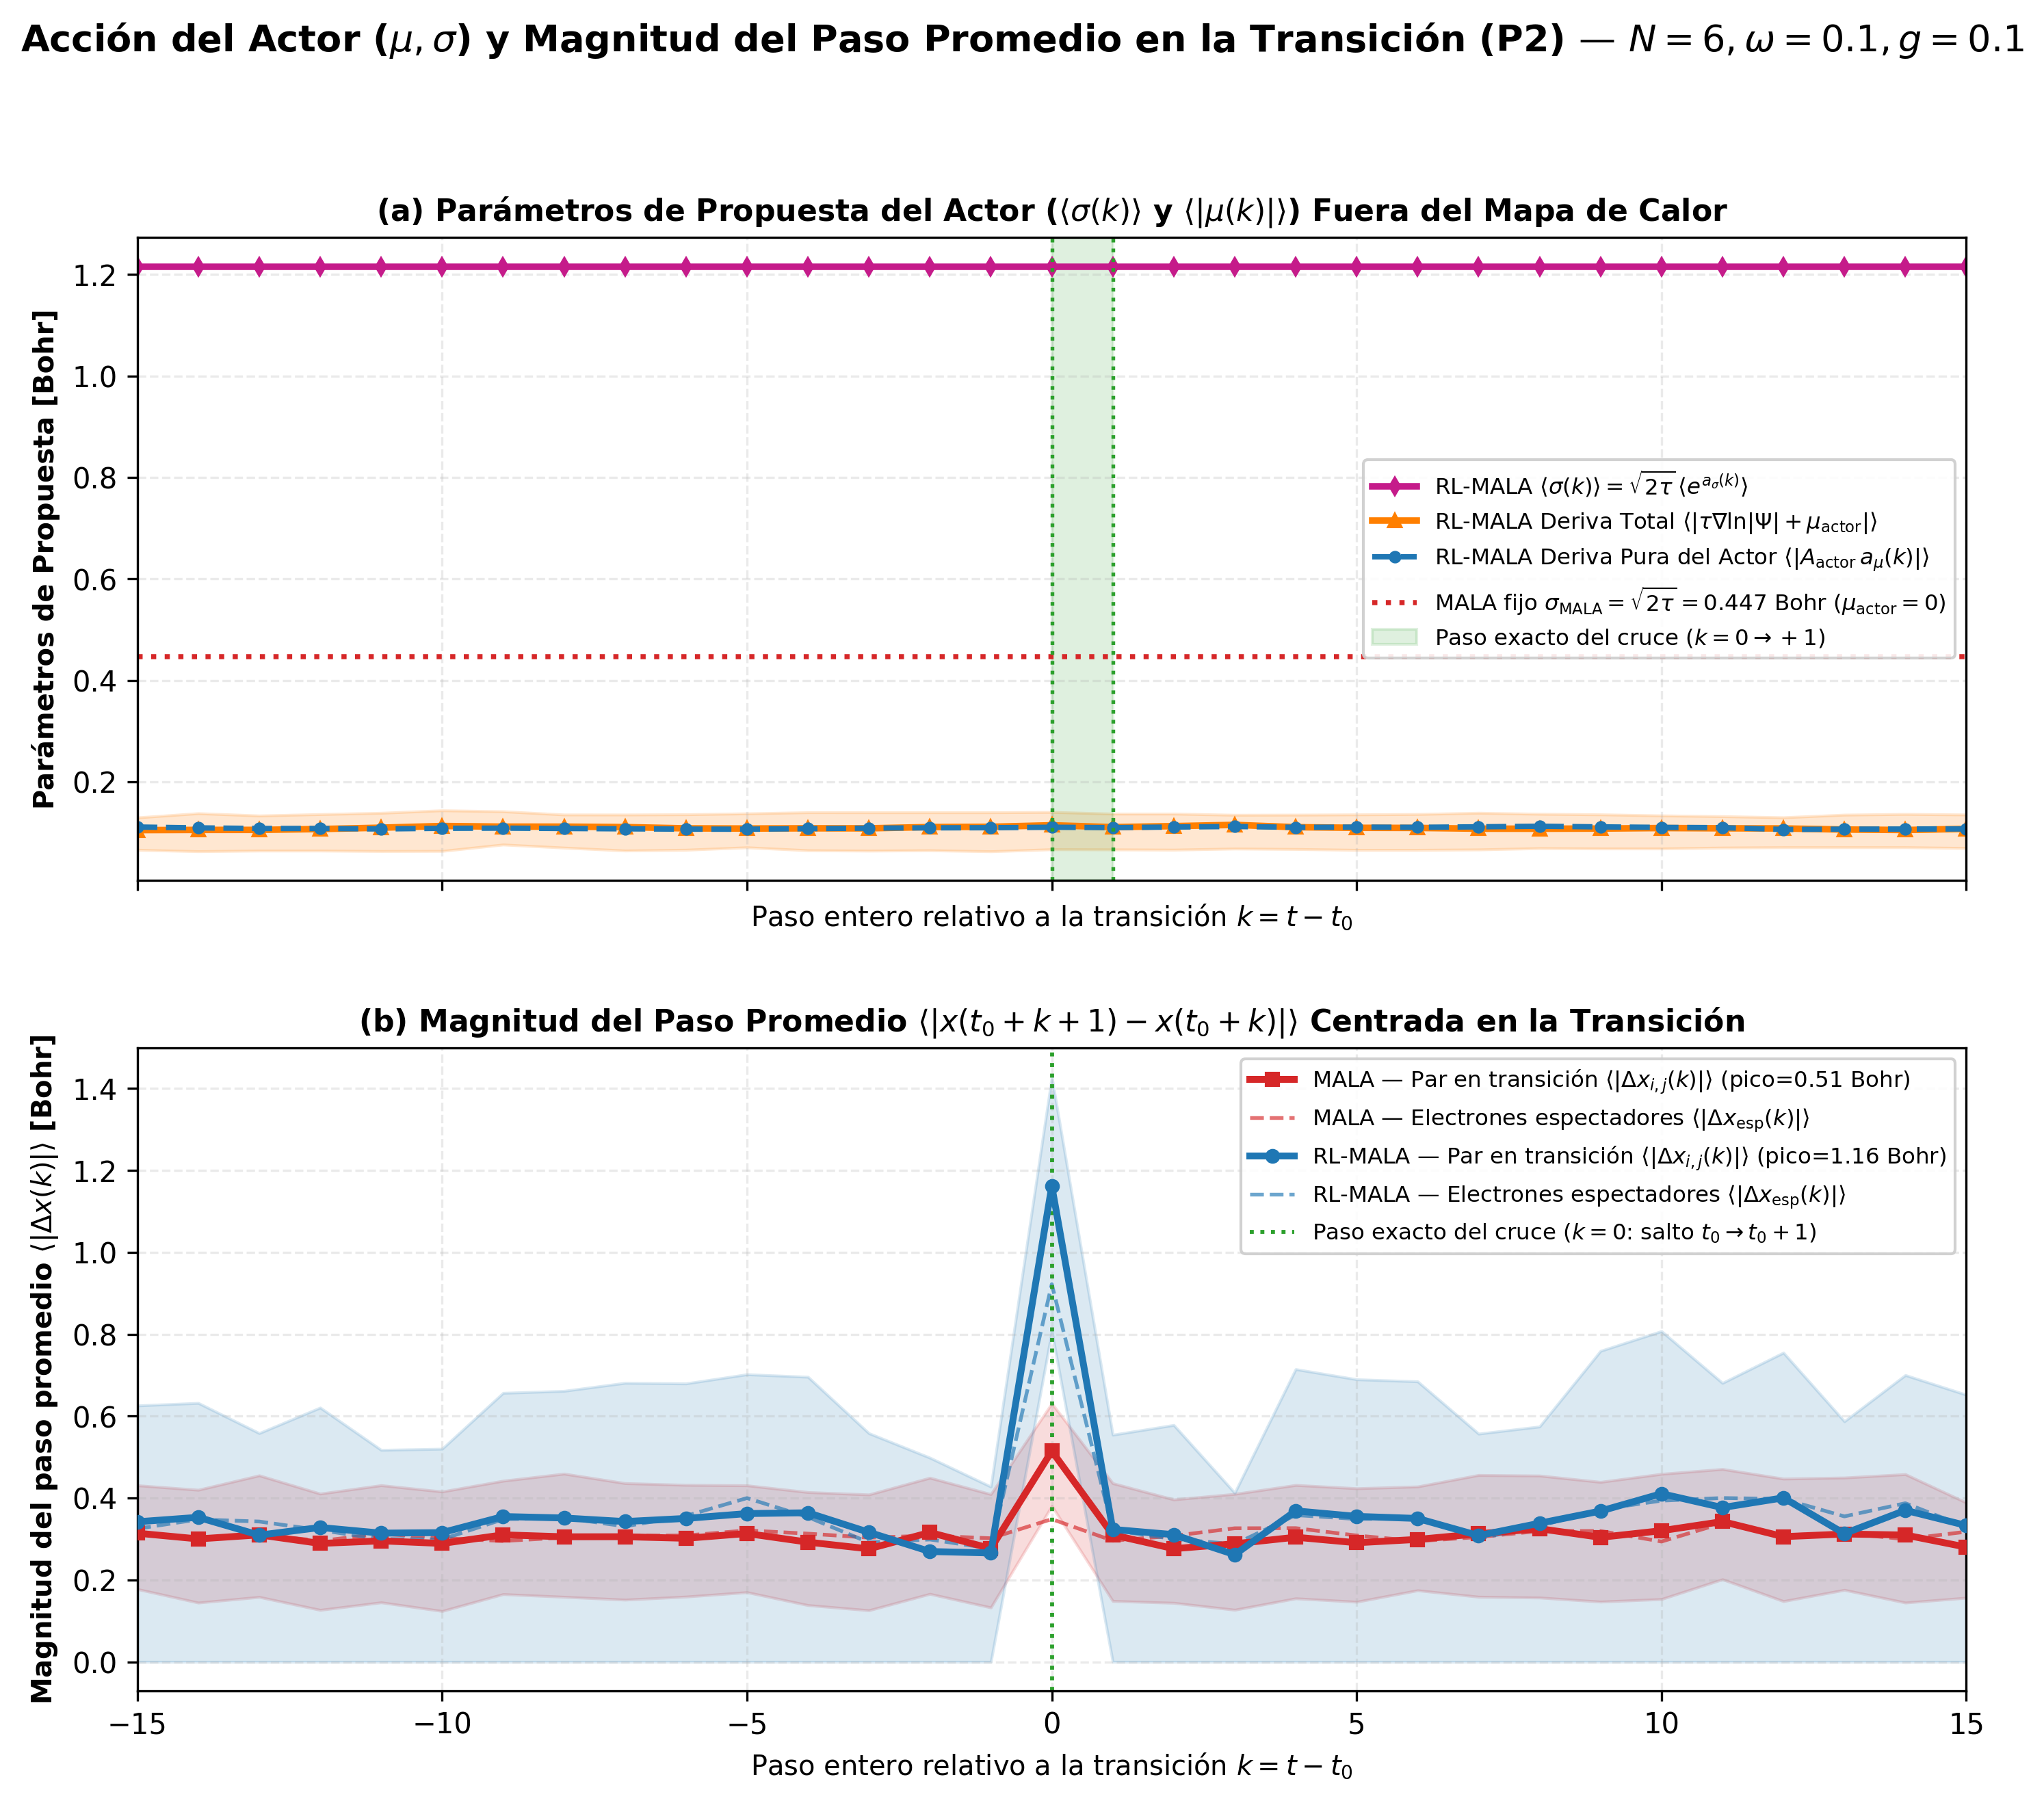 Acción del Actor (μ, σ) y Magnitud del Paso Promedio en la Transición (P2) — N = 6, ω = 0.1, g = 0.1
(a) Parámetros de Propuesta del Actor (⟨σ(k)⟩ y ⟨|μ(k)|⟩) Fuera del Mapa de Calor
Parámetros de Propuesta [Bohr]
1.2
1.0
0.8
0.6
0.4
0.2
RL-MALA ⟨σ(k)⟩ = √2τ ⟨e^{a_σ(k)}⟩
RL-MALA Deriva Total ⟨|τ∇ln|Ψ| + μ_actor|⟩
RL-MALA Deriva Pura del Actor ⟨|A_actor a_μ(k)|⟩
MALA fijo σ_MALA = √2τ = 0.447 Bohr (μ_actor = 0)
Paso exacto del cruce (k = 0 → +1)
Paso entero relativo a la transición k = t − t₀
(b) Magnitud del Paso Promedio ⟨|x(t₀ + k + 1) − x(t₀ + k)|⟩ Centrada en la Transición
Magnitud del paso promedio ⟨|Δx(k)|⟩ [Bohr]
1.4
1.2
1.0
0.8
0.6
0.4
0.2
0.0
MALA — Par en transición ⟨|Δx_{i,j}(k)|⟩ (pico=0.51 Bohr)
MALA — Electrones espectadores ⟨|Δx_esp(k)|⟩
RL-MALA — Par en transición ⟨|Δx_{i,j}(k)|⟩ (pico=1.16 Bohr)
RL-MALA — Electrones espectadores ⟨|Δx_esp(k)|⟩
Paso exacto del cruce (k = 0: salto t₀ → t₀ + 1)
−15 −10 −5 0 5 10 15
Paso entero relativo a la transición k = t − t₀